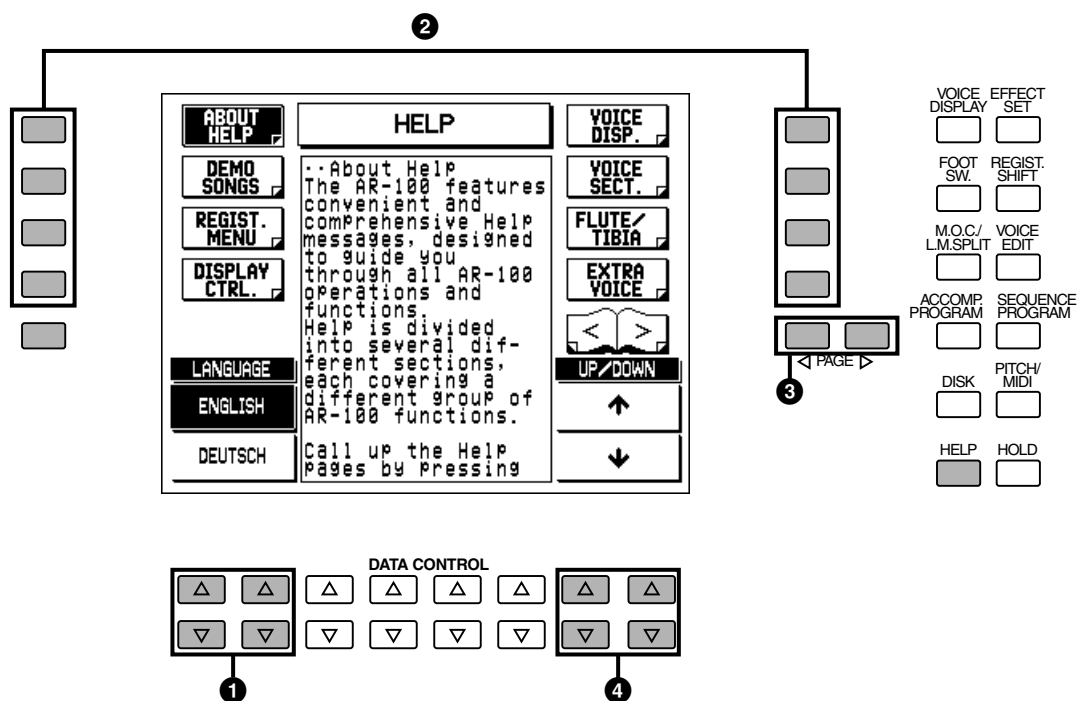 2
ABOUT
HELP
DEMO
SONGS
REGIST.
MENU
DISPLAY
CTRL.
LANGUAGE
ENGLISH
DEUTSCH
HELP
··About Help
The AR-100 features
convenient and
comprehensive Help
messages, designed
to guide you
through all AR-100
operations and
functions.
Help is divided
into several dif-
ferent sections,
each covering a
different group of
AR-100 functions.
Call up the Help
pages by pressing
VOICE
DISP.
VOICE
SECT.
FLUTE/
TIBIA
EXTRA
VOICE
< >
UP/DOWN
↑
↓
◁ PAGE ▷
3
VOICE
DISPLAY
EFFECT
SET
FOOT
SW.
REGIST.
SHIFT
M.O.C./
L.M.SPLIT
VOICE
EDIT
ACCOMP.
PROGRAM
SEQUENCE
PROGRAM
DISK
PITCH/
MIDI
HELP
HOLD
DATA CONTROL
△ △ △ △ △ △ △ △
▽ ▽ ▽ ▽ ▽ ▽ ▽ ▽
1
4